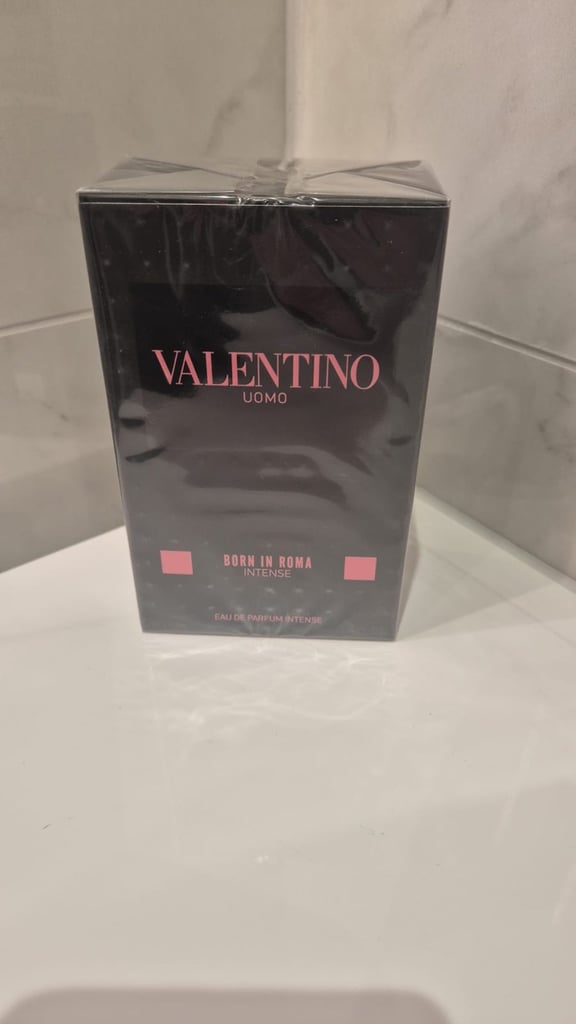 VALENTINO
UOMO
BORN IN ROMA
INTENSE
EAU DE PARFUM INTENSE